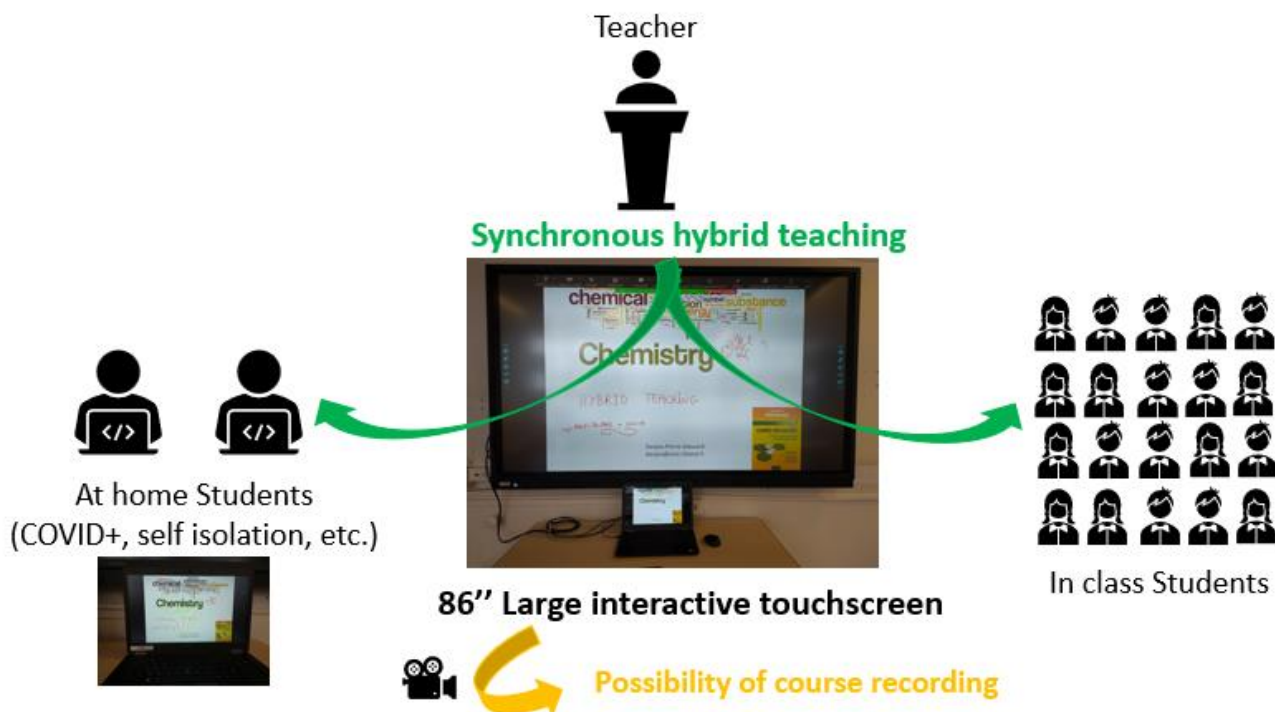 Teacher
Synchronous hybrid teaching
chemical
substance
Chemistry
HYBRID TEACHING
</>
</>
At home Students
(COVID+, self isolation, etc.)
Chemistry
chemical
Chemistry
86’’ Large interactive touchscreen
In class Students
Possibility of course recording